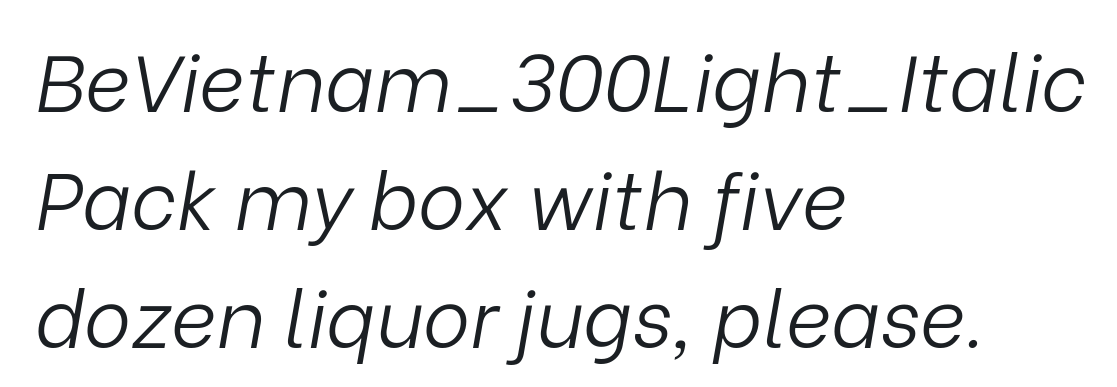 BeVietnam_300Light_Italic
Pack my box with five
dozen liquor jugs, please.